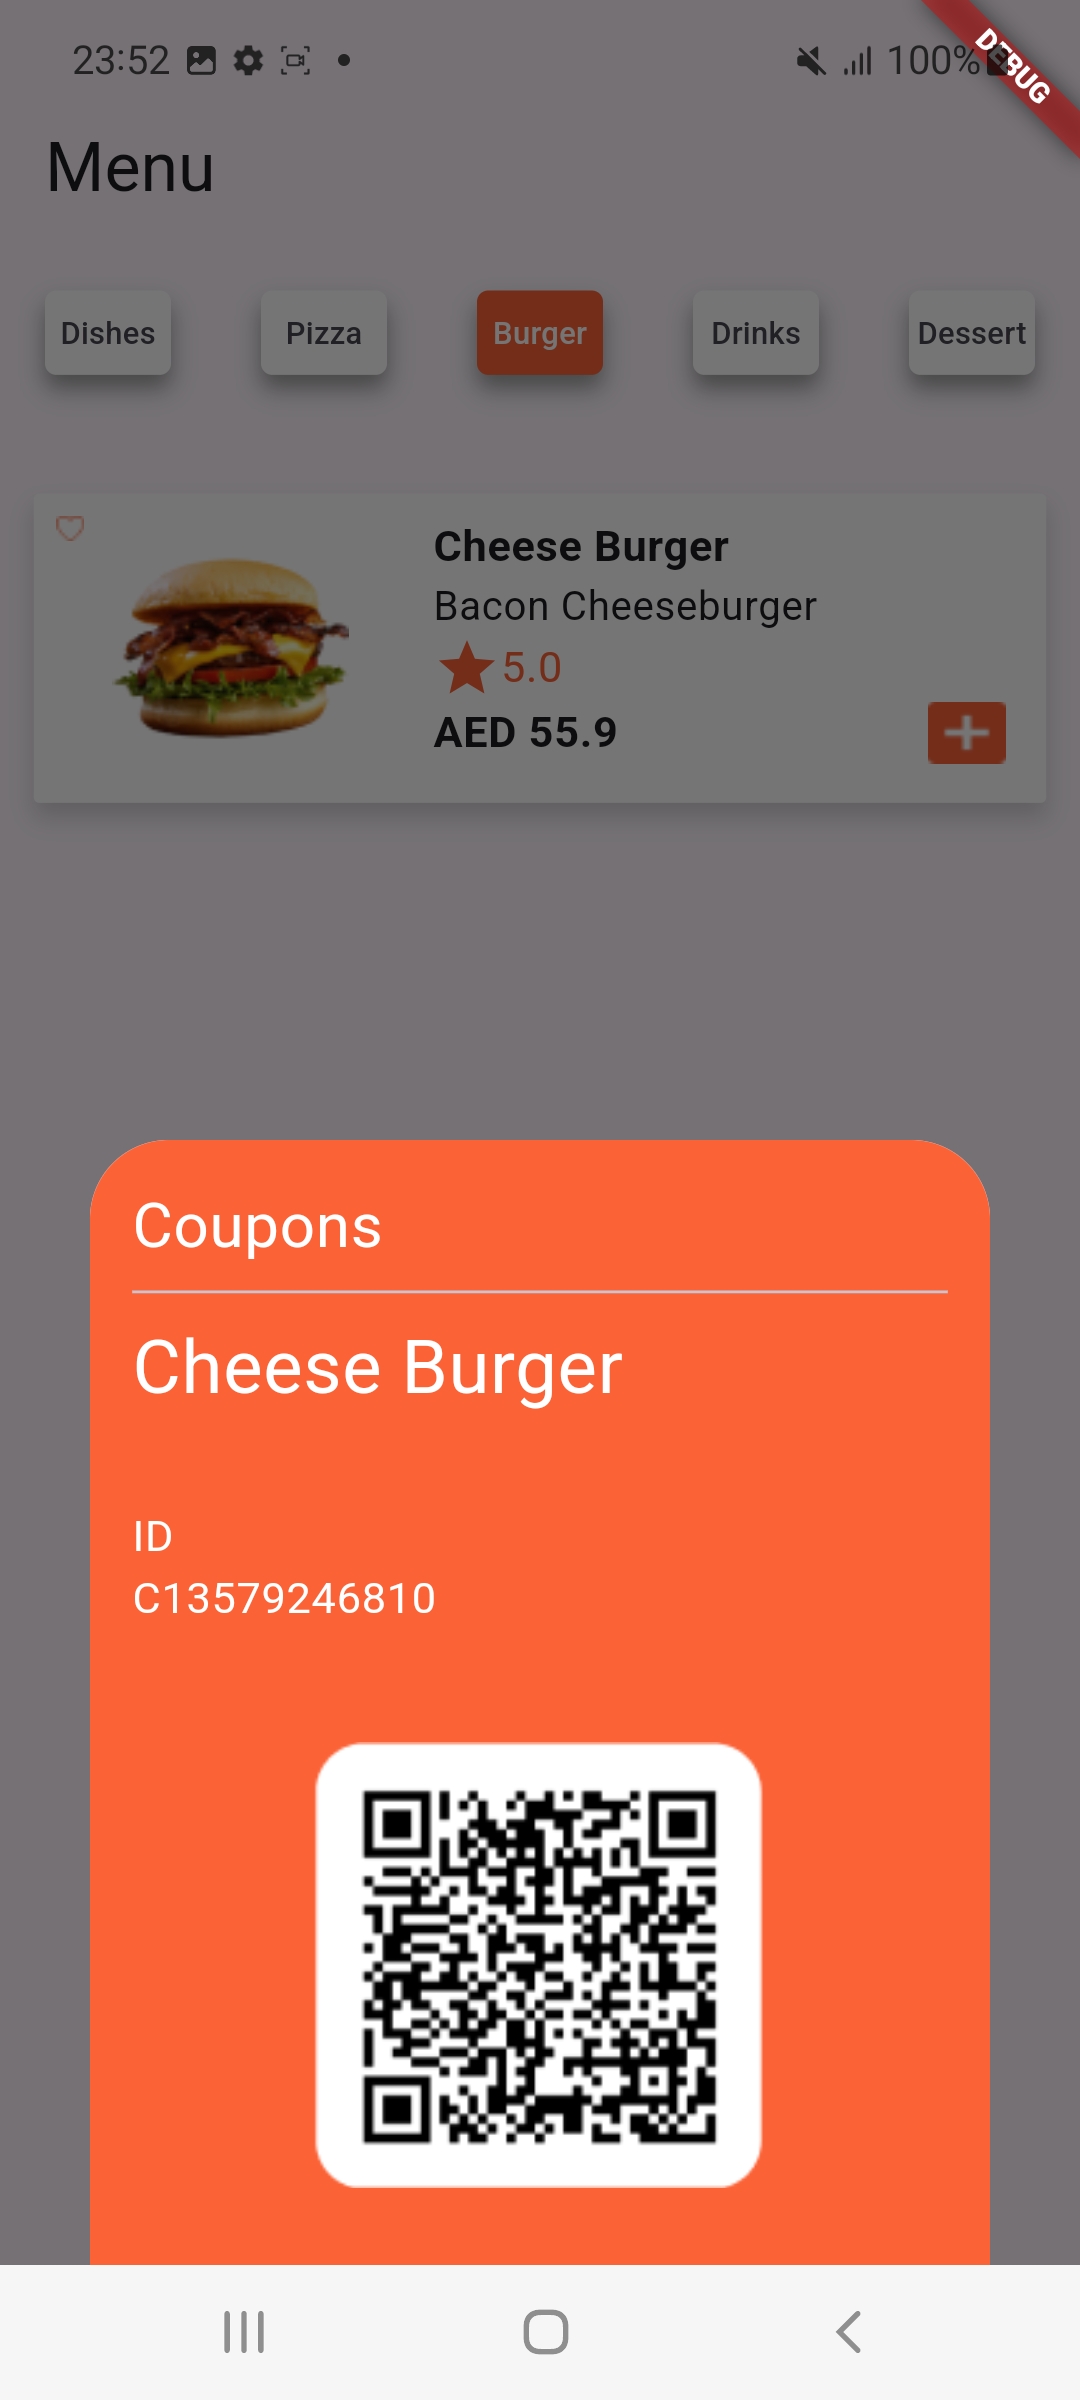 23:52
100%
DEBUG
Menu
Dishes
Pizza
Burger
Drinks
Dessert
Cheese Burger
Bacon Cheeseburger
5.0
AED 55.9
Coupons
Cheese Burger
ID
C13579246810